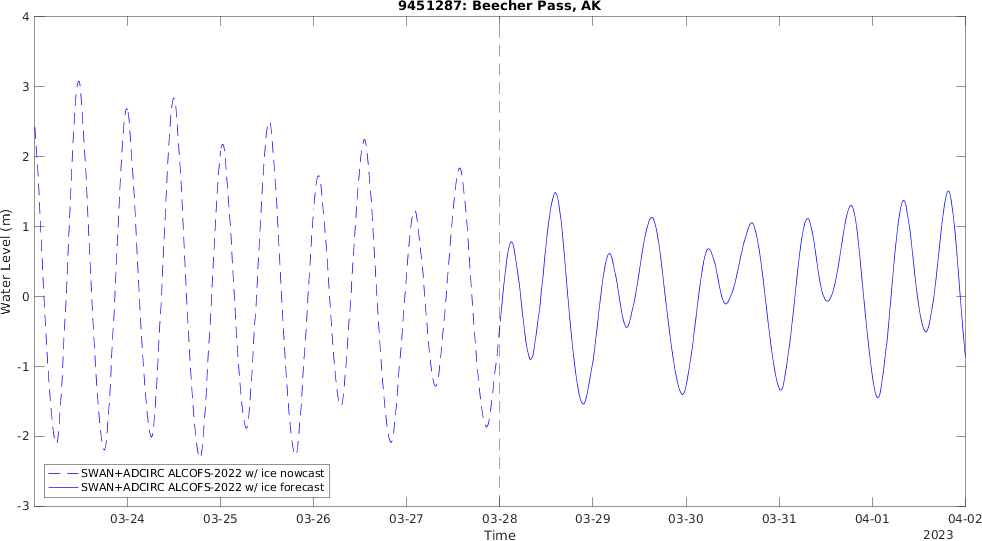 9451287: Beecher Pass, AK
4
3
2
1
0
-1
-2
-3
Water Level (m)
SWAN+ADCIRC ALCOFS-2022 w/ ice nowcast
SWAN+ADCIRC ALCOFS-2022 w/ ice forecast
03-24 03-25 03-26 03-27 03-28 03-29 03-30 03-31 04-01 04-02
Time
2023